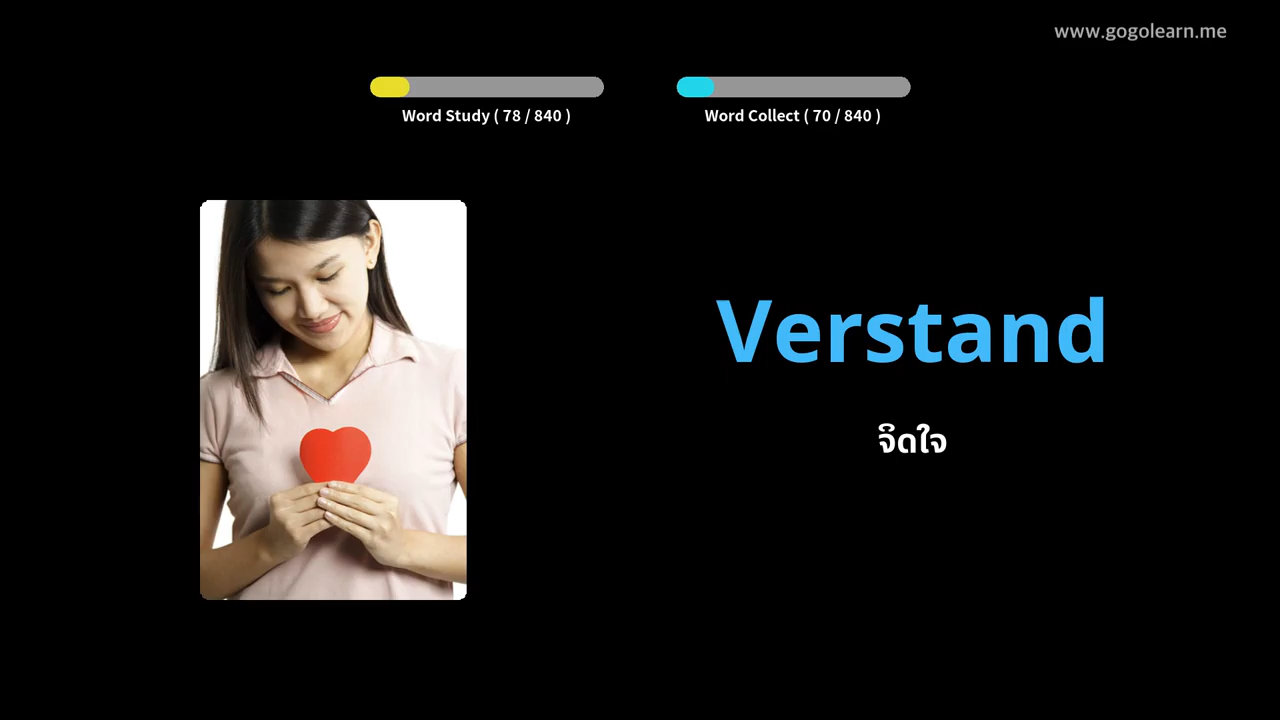 www.gogolearn.me
Word Study ( 78 / 840 )
Word Collect ( 70 / 840 )
Verstand
จิตใจ